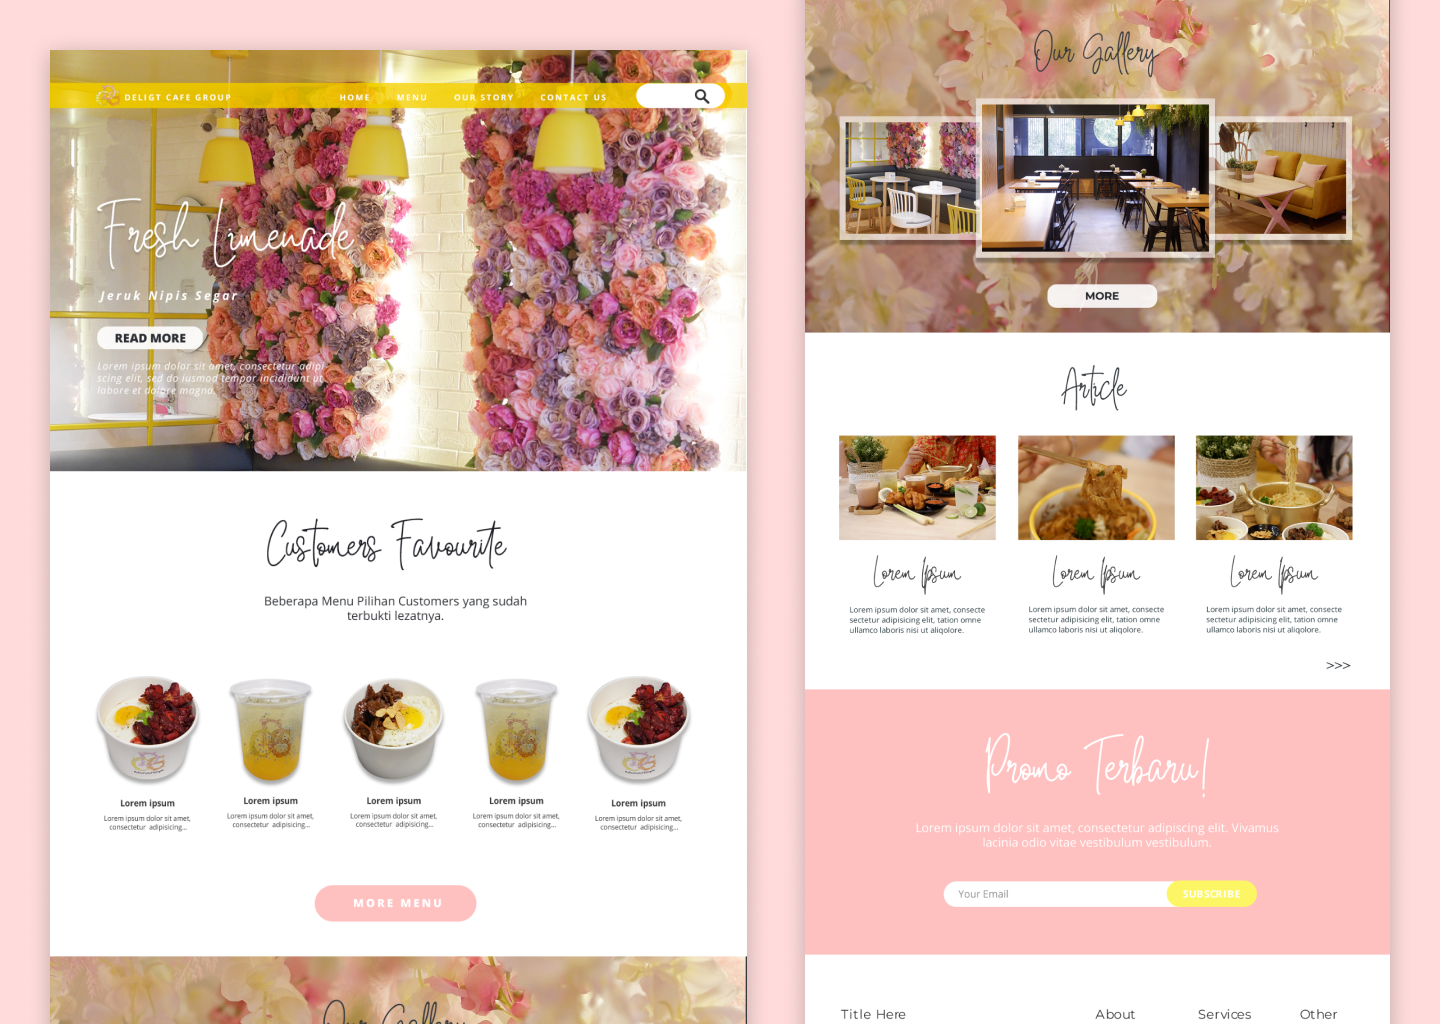 DELIGT CAFE GROUP
HOME MENU OUR STORY CONTACT US
Fresh Limenade
Jeruk Nipis Segar
READ MORE
Lorem ipsum dolor sit amet, consectetur adipi
scing elit, sed do iusmod tempor incididunt ut
labore et dolore magna.
Customers Favourite
Beberapa Menu Pilihan Customers yang sudah
terbukti lezatnya.
Lorem ipsum
Lorem ipsum dolor sit amet,
consectetur adipisicing...
Lorem ipsum
Lorem ipsum dolor sit amet,
consectetur adipisicing...
Lorem ipsum
Lorem ipsum dolor sit amet,
consectetur adipisicing...
Lorem ipsum
Lorem ipsum dolor sit amet,
consectetur adipisicing...
Lorem ipsum
Lorem ipsum dolor sit amet,
consectetur adipisicing...
MORE MENU
Our Gallery
Our Gallery
MORE
Article
Lorem Ipsum
Lorem ipsum dolor sit amet, consecte
sectetur adipisicing elit, tation omne
ullamco laboris nisi ut aliqolore.
Lorem Ipsum
Lorem ipsum dolor sit amet, consecte
sectetur adipisicing elit, tation omne
ullamco laboris nisi ut aliqolore.
Lorem Ipsum
Lorem ipsum dolor sit amet, consecte
sectetur adipisicing elit, tation omne
ullamco laboris nisi ut aliqolore.
>>>
Promo Terbaru!
Lorem ipsum dolor sit amet, consectetur adipiscing elit. Vivamus
lacinia odio vitae vestibulum vestibulum.
Your Email
SUBSCRIBE
Title Here
About
Services
Other